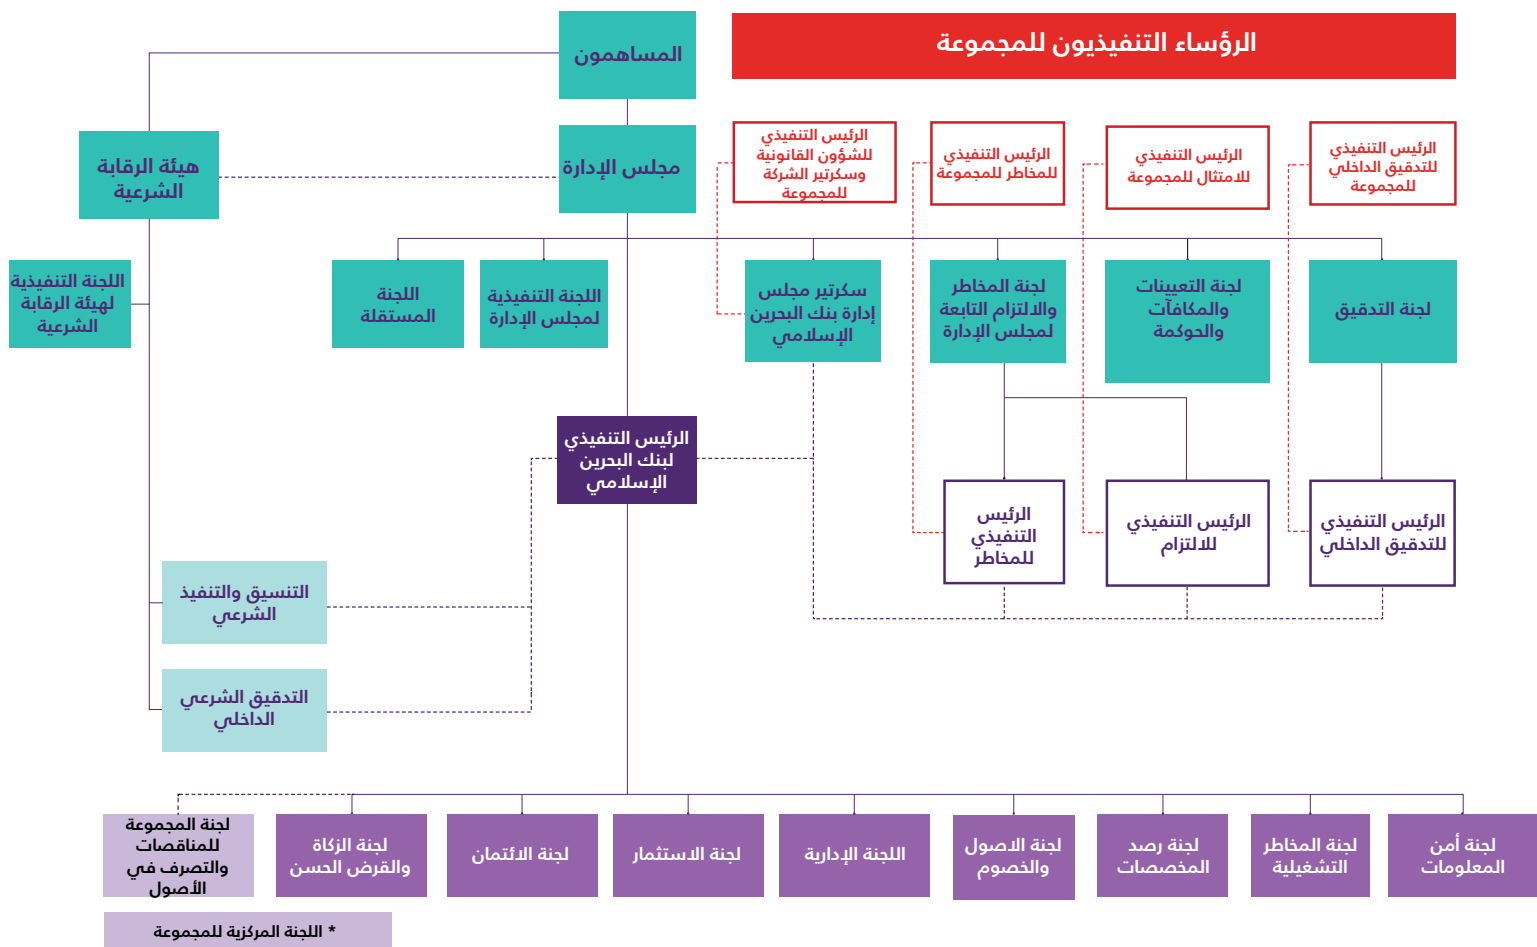 الرؤساء التنفيذيون للمجموعة
المساهمون
الرئيس التنفيذي
للتدقيق الداخلي
للمجموعة
الرئيس التنفيذي
للامتثال للمجموعة
الرئيس التنفيذي
للمخاطر للمجموعة
الرئيس التنفيذي
للشؤون القانونية
وسكرتير الشركة
للمجموعة
مجلس الإدارة
هيئة الرقابة
الشرعية
لجنة التدقيق
لجنة التعيينات
والمكافآت
والحوكمة
لجنة المخاطر
والالتزام التابعة
لمجلس الإدارة
سكرتير مجلس
إدارة بنك البحرين
الإسلامي
اللجنة التنفيذية
لمجلس الإدارة
اللجنة
المستقلة
اللجنة التنفيذية
لهيئة الرقابة
الشرعية
الرئيس التنفيذي
لبنك البحرين
الإسلامي
الرئيس التنفيذي
للتدقيق الداخلي
الرئيس التنفيذي
للالتزام
الرئيس
التنفيذي
للمخاطر
التنسيق والتنفيذ
الشرعي
التدقيق الشرعي
الداخلي
لجنة أمن
المعلومات
لجنة المخاطر
التشغيلية
لجنة رصد
المخصصات
لجنة الاصول
والخصوم
اللجنة الإدارية
لجنة الاستثمار
لجنة الائتمان
لجنة الزكاة
والقرض الحسن
لجنة المجموعة
للمناقصات
والتصرف في
الأصول
* اللجنة المركزية للمجموعة